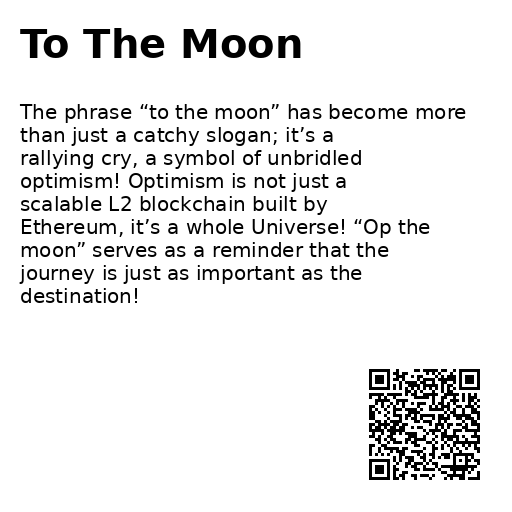 To The Moon
The phrase “to the moon” has become more
than just a catchy slogan; it’s a
rallying cry, a symbol of unbridled
optimism! Optimism is not just a
scalable L2 blockchain built by
Ethereum, it’s a whole Universe! “Op the
moon” serves as a reminder that the
journey is just as important as the
destination!